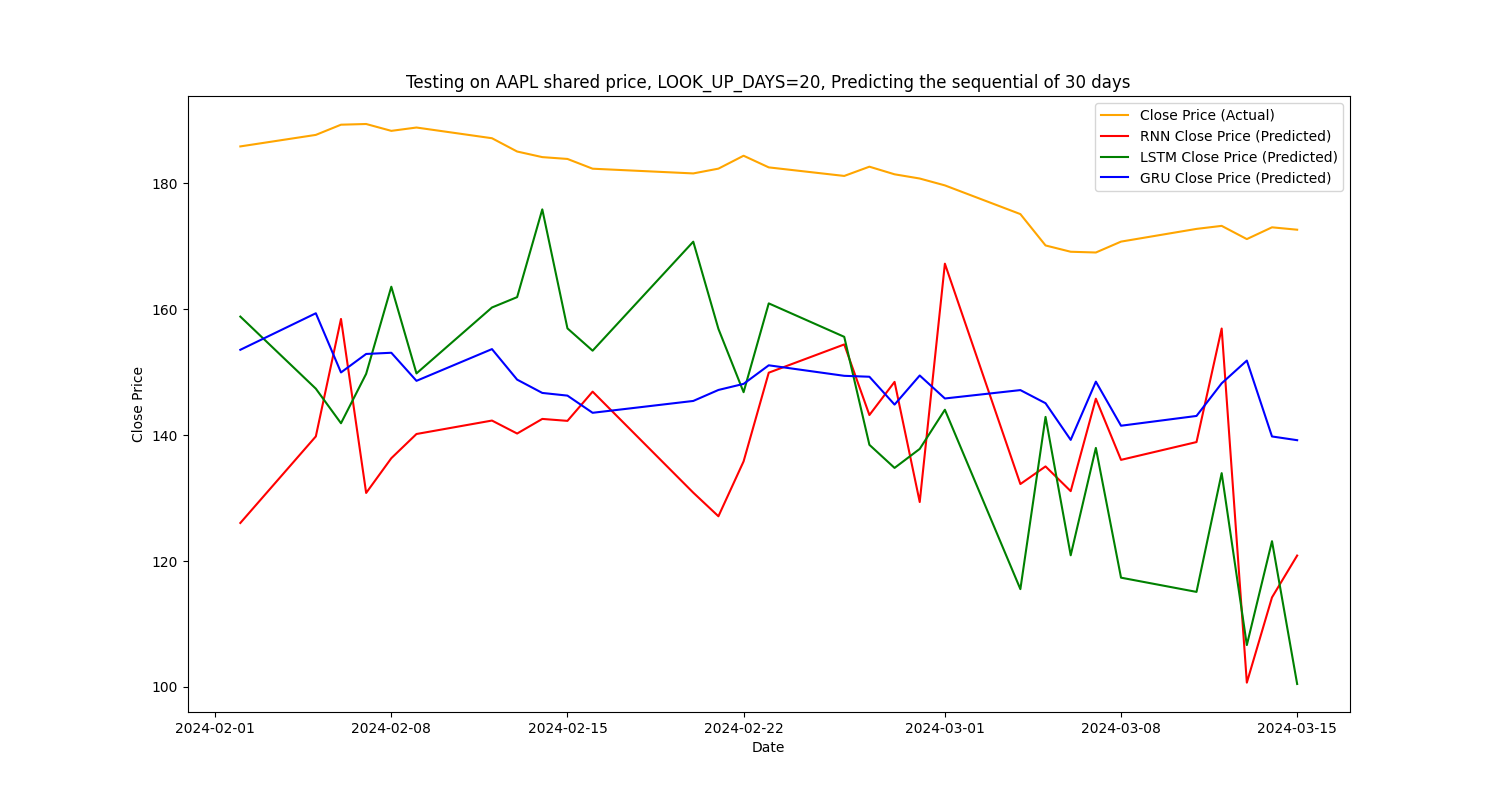 Testing on AAPL shared price, LOOK_UP_DAYS=20, Predicting the sequential of 30 days
Close Price (Actual)
RNN Close Price (Predicted)
LSTM Close Price (Predicted)
GRU Close Price (Predicted)
Close Price
180
160
140
120
100
2024-02-01 2024-02-08 2024-02-15 2024-02-22 2024-03-01 2024-03-08 2024-03-15
Date